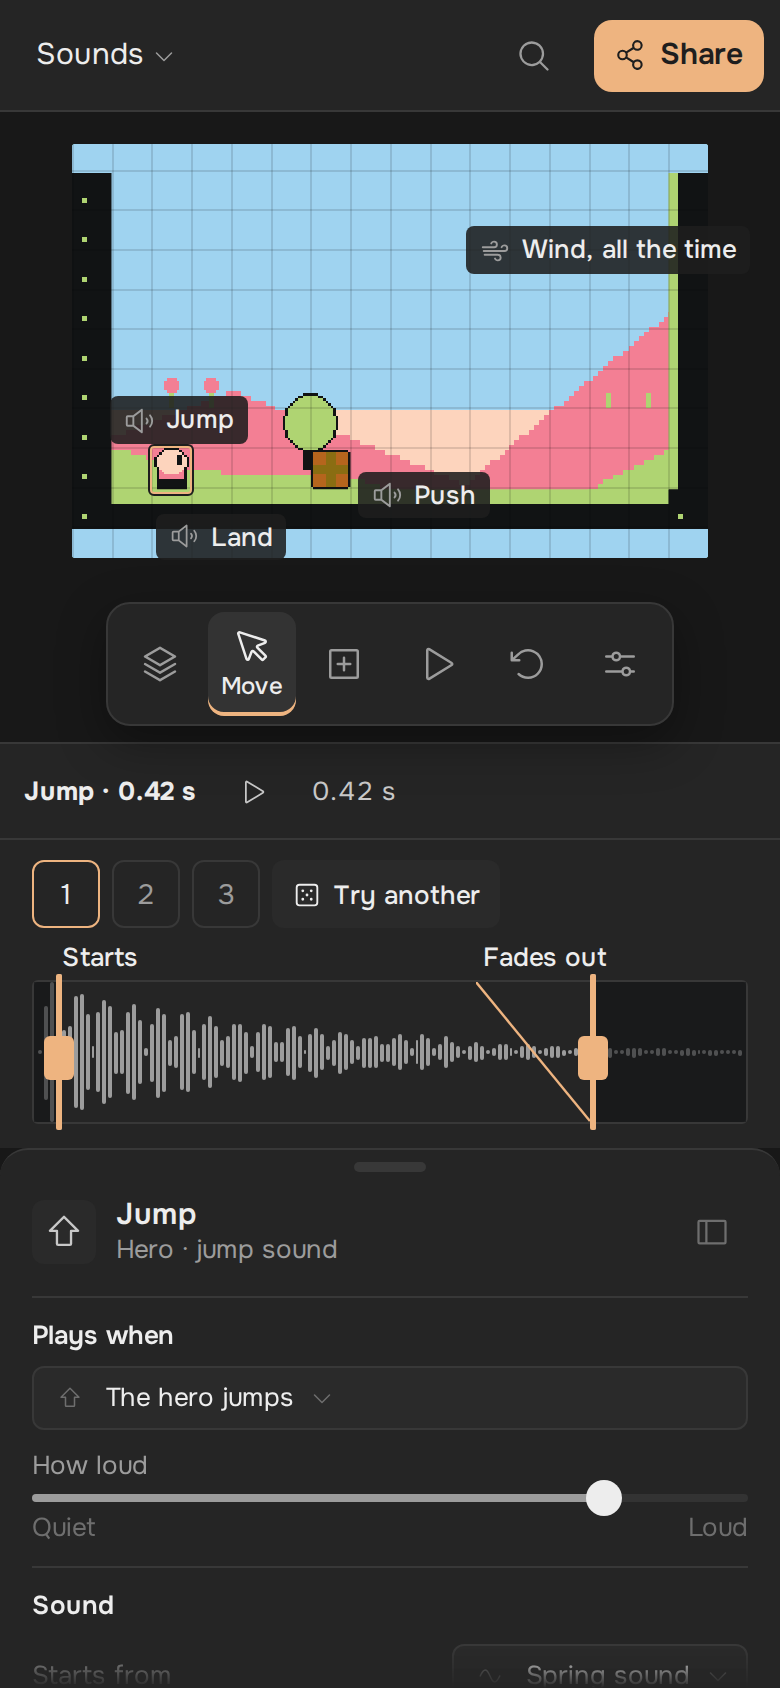 Sounds
Share
Wind, all the time
Jump
Push
Land
Move
Jump · 0.42 s
0.42 s
1
2
3
Try another
Starts
Fades out
Jump
Hero · jump sound
Plays when
The hero jumps
How loud
Quiet
Loud
Sound
Starts from
Spring sound